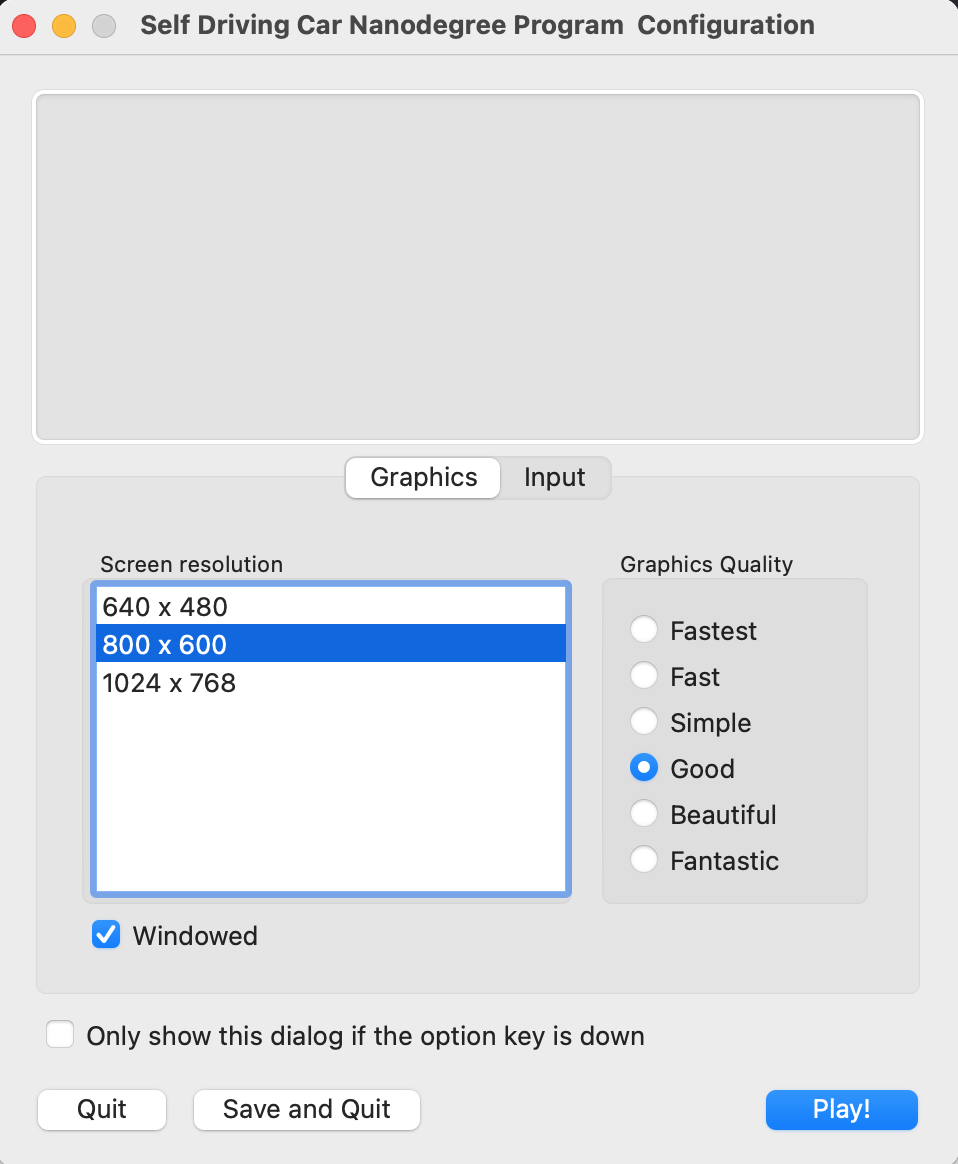 Self Driving Car Nanodegree Program  Configuration
Graphics
Input
Screen resolution
640 x 480
800 x 600
1024 x 768
Windowed
Graphics Quality
Fastest
Fast
Simple
Good
Beautiful
Fantastic
Only show this dialog if the option key is down
Quit
Save and Quit
Play!